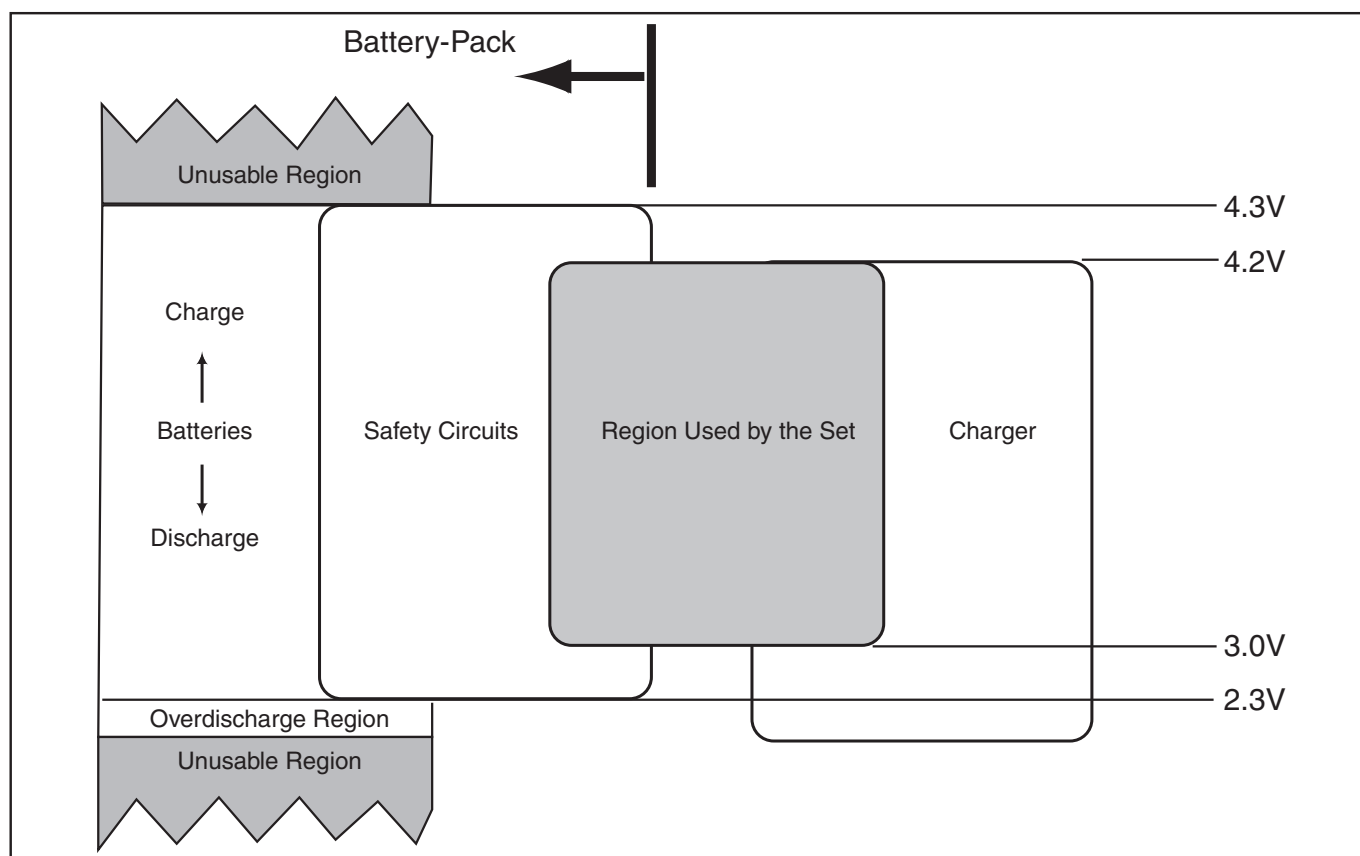 Battery-Pack
Unusable Region
4.3V
4.2V
Charge
Batteries
Safety Circuits
Region Used by the Set
Charger
Discharge
3.0V
2.3V
Overdischarge Region
Unusable Region